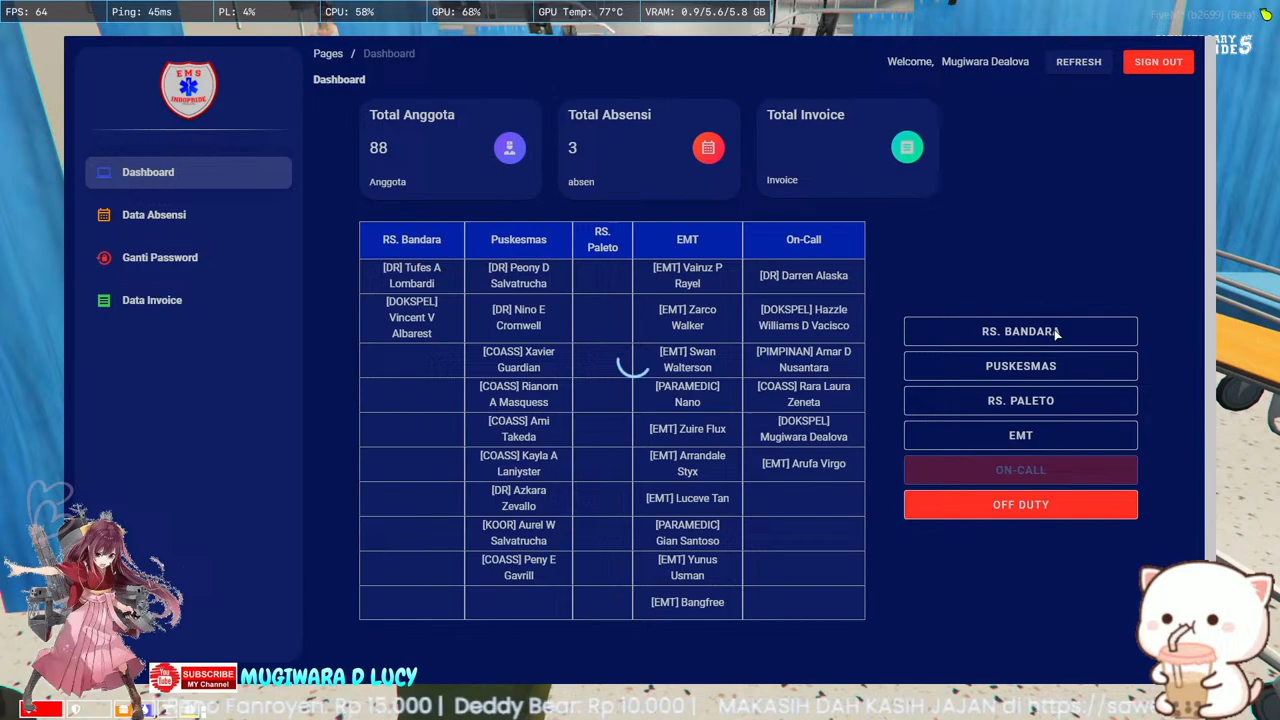 FPS: 64 Ping: 45ms PL: 4% CPU: 58% GPU: 68% GPU Temp: 77°C VRAM: 0.9/5.6/5.8 GB
EMS
INDOPRIDE
Pages / Dashboard
Dashboard
Welcome, Mugiwara Dealova
REFRESH
SIGN OUT
Dashboard
Data Absensi
Ganti Password
Data Invoice
Total Anggota
88
Anggota
Total Absensi
3
absen
Total Invoice
Invoice
RS. Bandara Puskesmas RS. Paleto EMT On-Call
[DR] Tufes A Lombardi [DR] Peony D Salvatrucha [EMT] Vairuz P Rayel [DR] Darren Alaska
[DOKSPEL] Vincent V Albarest [DR] Nino E Cromwell [EMT] Zarco Walker [DOKSPEL] Hazzle Williams D Vacisco
[COASS] Xavier Guardian [EMT] Swan Walterson [PIMPINAN] Amar D Nusantara
[COASS] Rianorn A Masquess [PARAMEDIC] Nano [COASS] Rara Laura Zeneta
[COASS] Ami Takeda [EMT] Zuire Flux [DOKSPEL] Mugiwara Dealova
[COASS] Kayla A Laniyster [EMT] Arrandale Styx [EMT] Arufa Virgo
[DR] Azkara Zevallo [EMT] Luceve Tan
[KOOR] Aurel W Salvatrucha [PARAMEDIC] Gian Santoso
[COASS] Peny E Gavrill [EMT] Yunus Usman
[EMT] Bangfree
RS. BANDARA
PUSKESMAS
RS. PALETO
EMT
ON-CALL
OFF DUTY
You Tube SUBSCRIBE
MY Channel
MUGIWARA D LUCY
Fanroyen: Rp 15.000 | Deddy Bear: Rp 10.000 | MAKASIH DAH KASIH JAJAN di https://saw